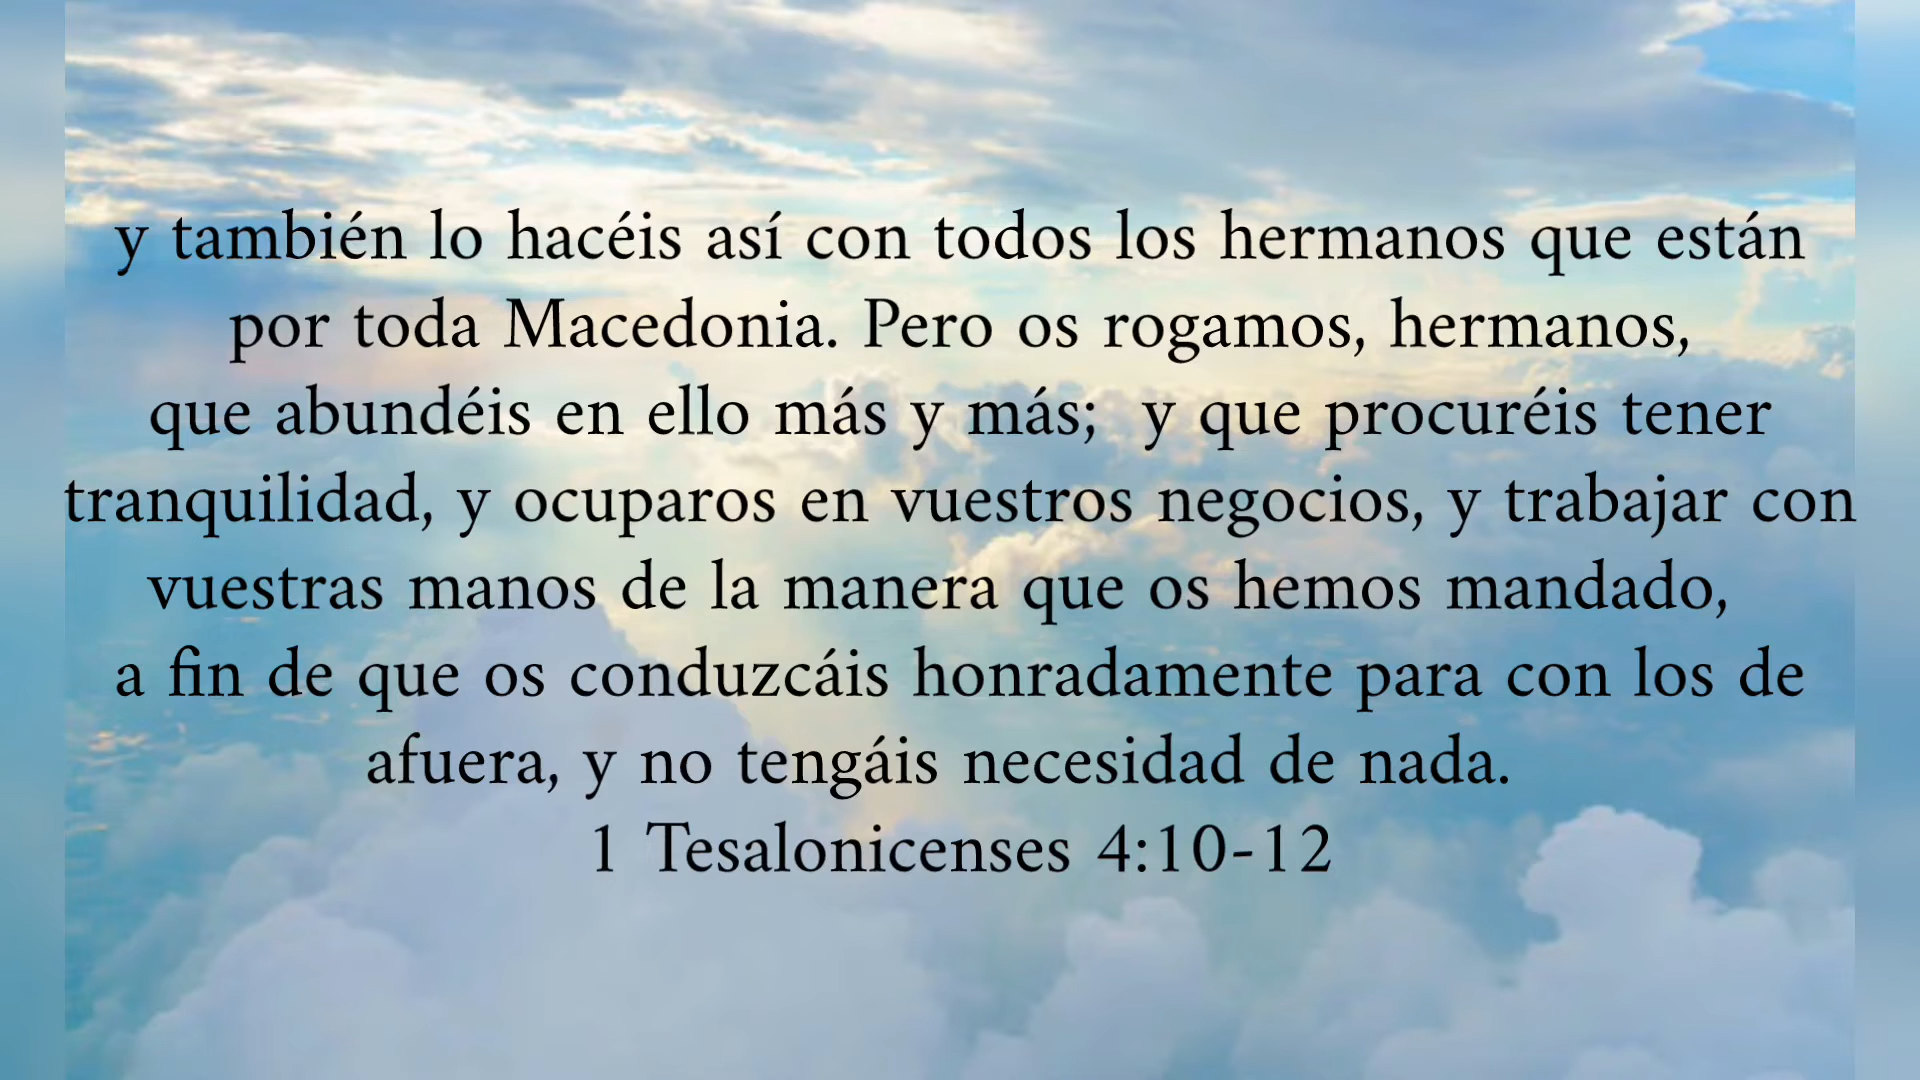 y también lo hacéis así con todos los hermanos que están
por toda Macedonia. Pero os rogamos, hermanos,
que abundéis en ello más y más; y que procuréis tener
tranquilidad, y ocuparos en vuestros negocios, y trabajar con
vuestras manos de la manera que os hemos mandado,
a fin de que os conduzcáis honradamente para con los de
afuera, y no tengáis necesidad de nada.
1 Tesalonicenses 4:10-12